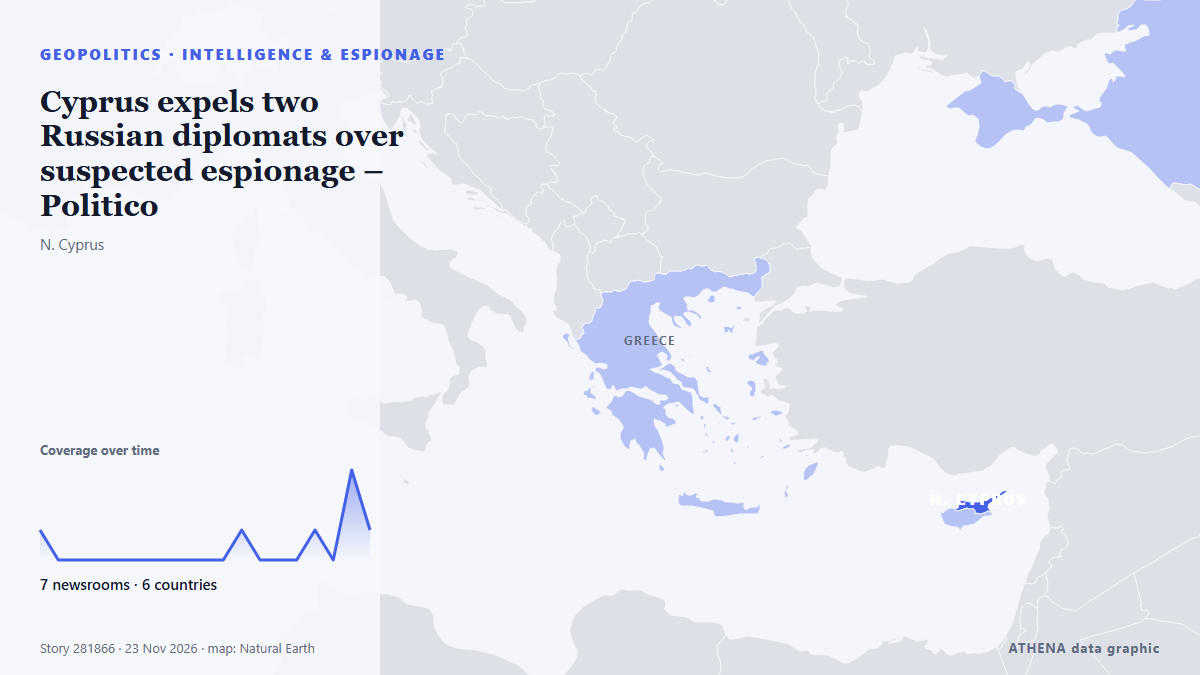 GEOPOLITICS · INTELLIGENCE & ESPIONAGE
Cyprus expels two
Russian diplomats over
suspected espionage –
Politico
N. Cyprus
GREECE
Coverage over time
N. CYPRUS
7 newsrooms · 6 countries
Story 281866 · 23 Nov 2026 · map: Natural Earth
ATHENA data graphic